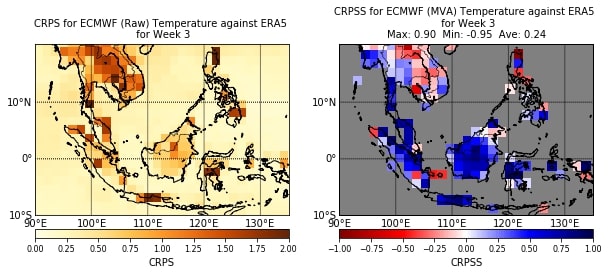 CRPS for ECMWF (Raw) Temperature against ERA5
for Week 3
10°N
0°
10°S
90°E 100°E 110°E 120°E 130°E
0.00 0.25 0.50 0.75 1.00 1.25 1.50 1.75 2.00
CRPS
CRPSS for ECMWF (MVA) Temperature against ERA5
for Week 3
Max: 0.90 Min: -0.95 Ave: 0.24
10°N
0°
10°S
90°E 100°E 110°E 120°E 130°E
−1.00 −0.75 −0.50 −0.25 0.00 0.25 0.50 0.75 1.00
CRPSS